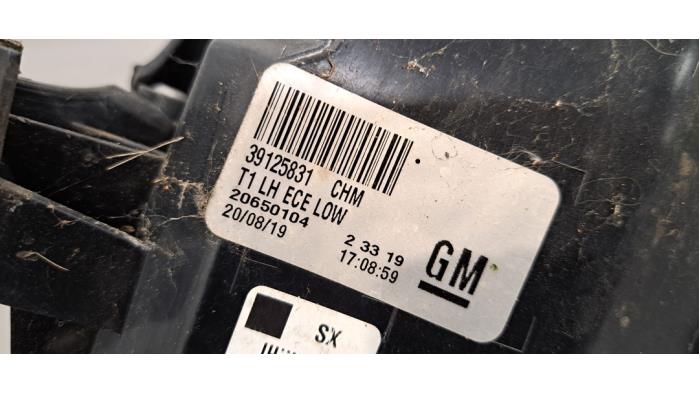 39125831 CHM
T1 LH ECE LOW
20650104
20/08/19
2 33 19
17:08:59
GM
SX